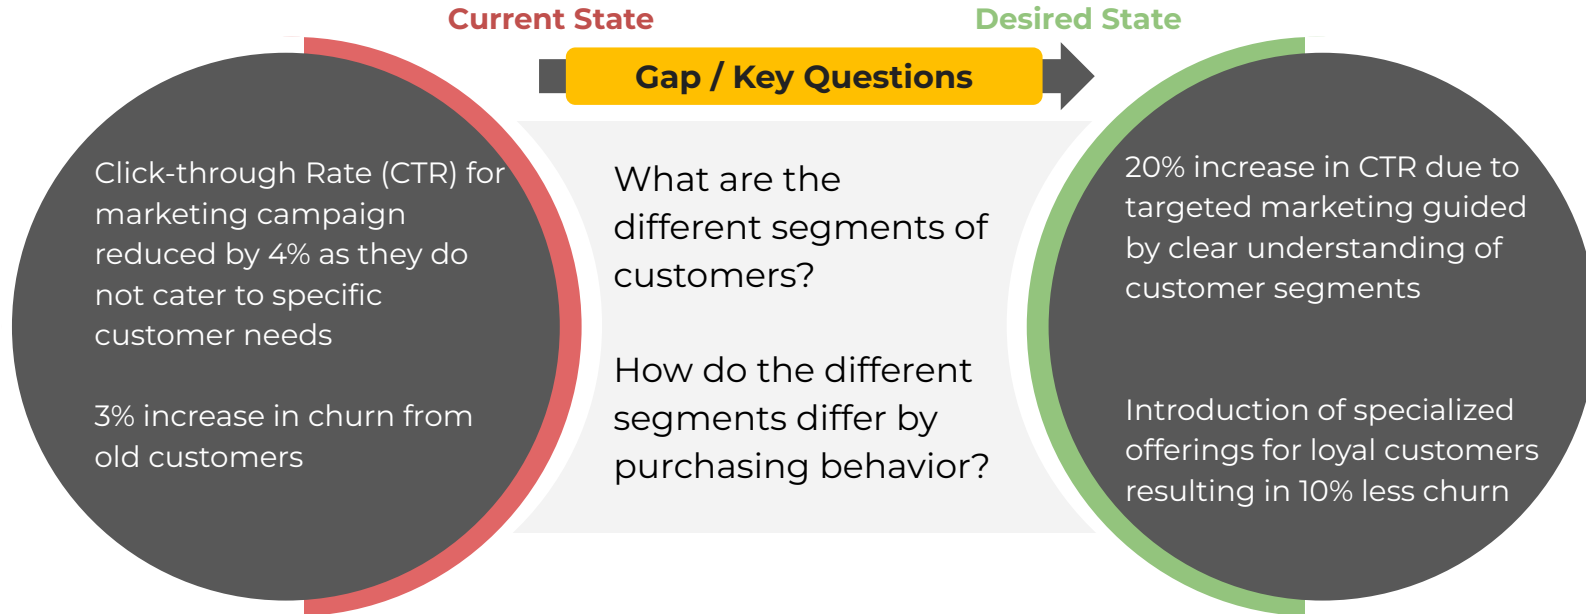 Current State
Desired State
Gap / Key Questions
Click-through Rate (CTR) for
marketing campaign
reduced by 4% as they do
not cater to specific
customer needs
3% increase in churn from
old customers
What are the
different segments of
customers?
How do the different
segments differ by
purchasing behavior?
20% increase in CTR due to
targeted marketing guided
by clear understanding of
customer segments
Introduction of specialized
offerings for loyal customers
resulting in 10% less churn